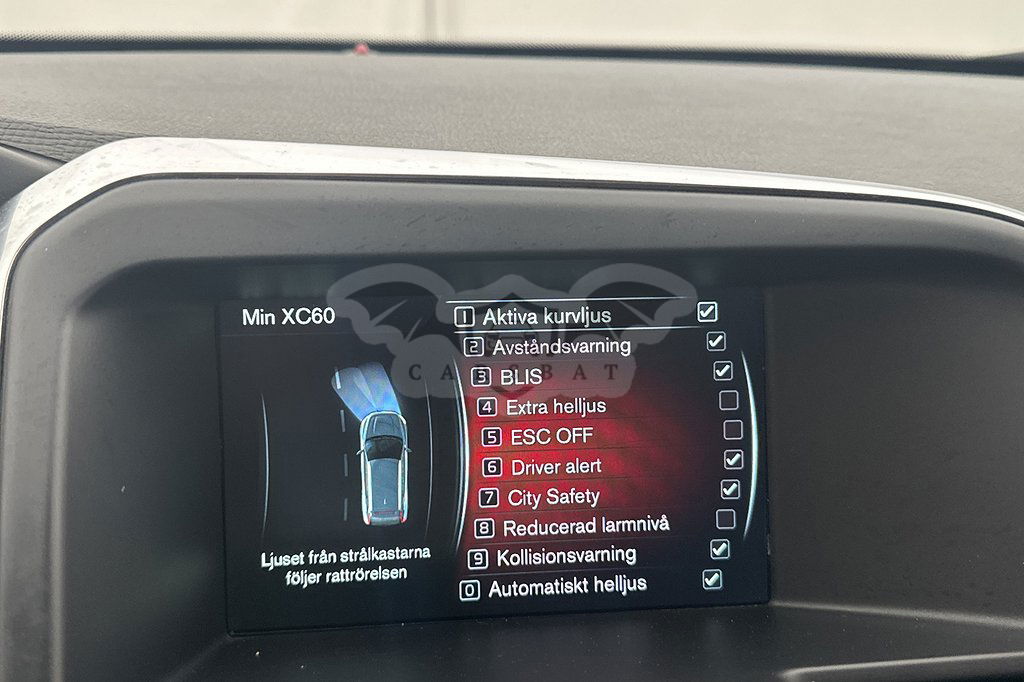 Min XC60
1 Aktiva kurvljus
2 Avståndsvarning
3 BLIS
4 Extra helljus
5 ESC OFF
6 Driver alert
7 City Safety
8 Reducerad larmnivå
9 Kollisionsvarning
0 Automatiskt helljus
Ljuset från strålkastarna
följer rattrörelsen
CARSBAT